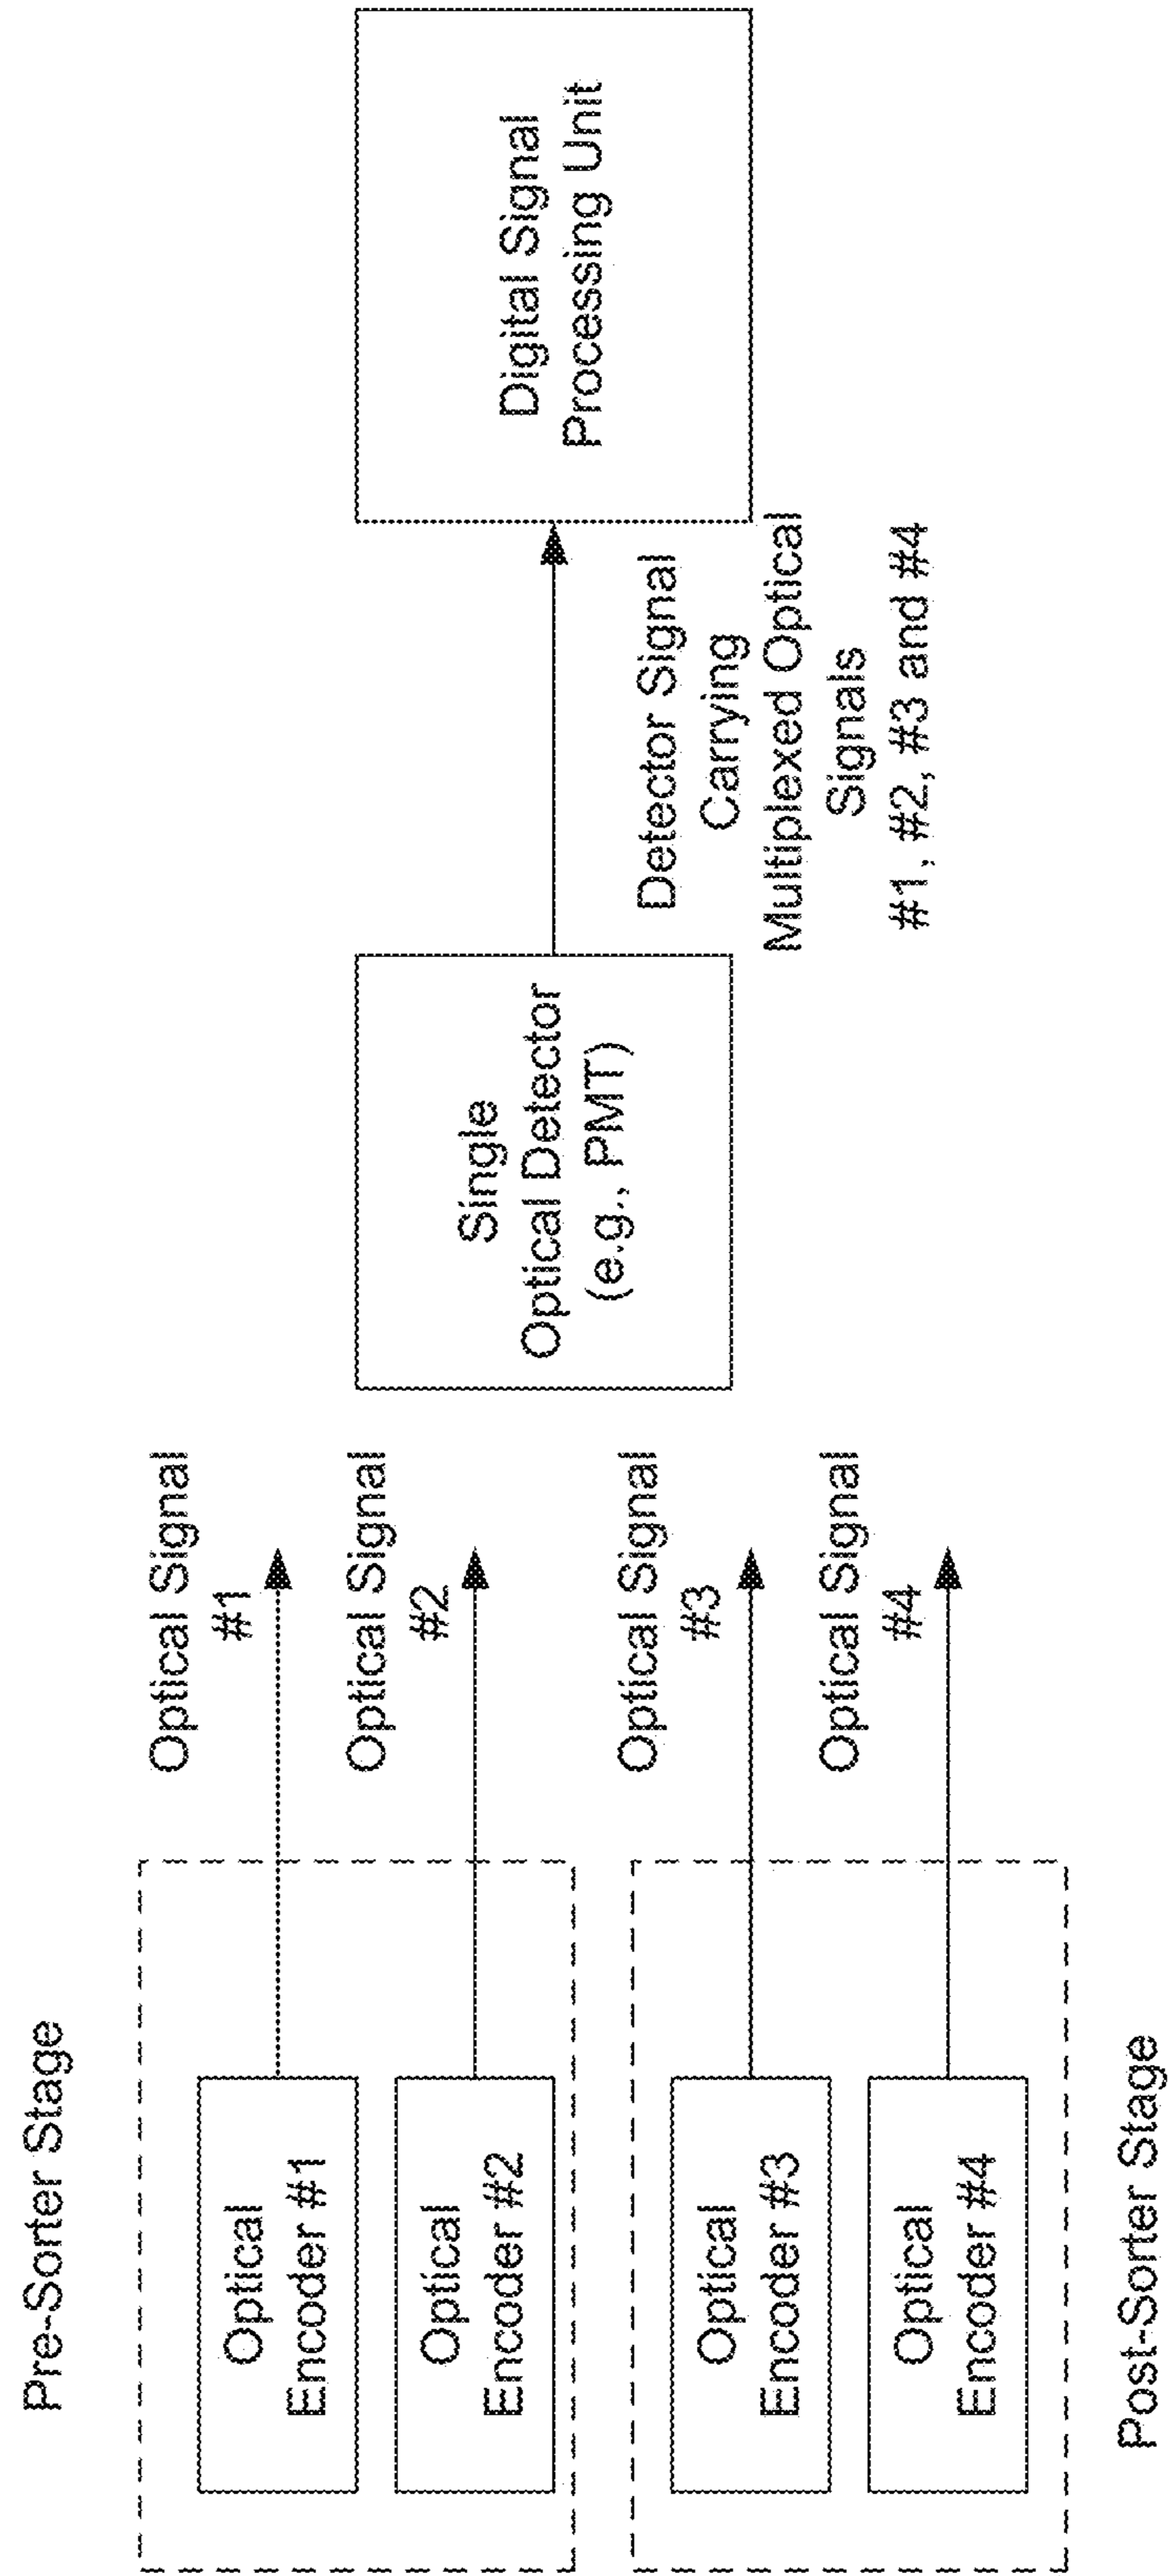 Pre-Sorter Stage
Optical
Encoder #1
Optical
Encoder #2
Optical
Encoder #3
Optical
Encoder #4
Post-Sorter Stage
Optical Signal
#1
Optical Signal
#2
Optical Signal
#3
Optical Signal
#4
Single
Optical Detector
(e.g., PMT)
Detector Signal
Carrying
Multiplexed Optical
Signals
#1, #2, #3 and #4
Digital Signal
Processing Unit